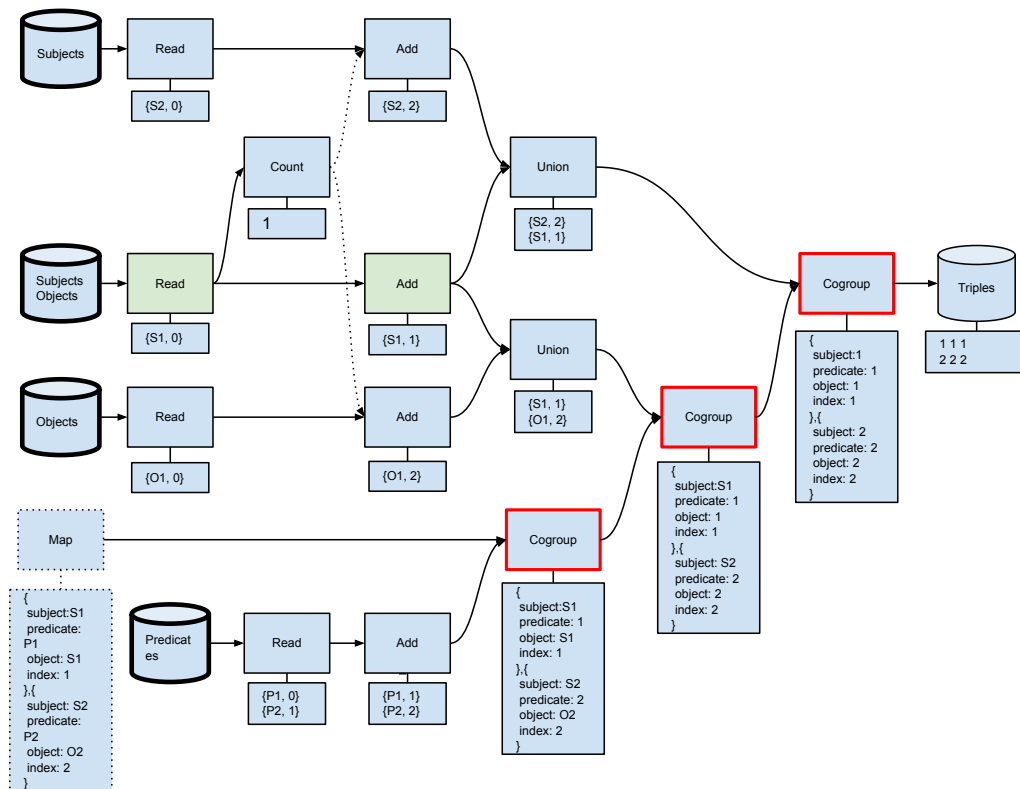 Subjects
Read
Add
{S2, 0}
{S2, 2}
Count
1
Union
{S2, 2}
{S1, 1}
Subjects
Objects
Read
Add
{S1, 0}
{S1, 1}
Cogroup
Triples
{
subject:1
predicate: 1
object: 1
index: 1
},{
subject: 2
predicate: 2
object: 2
index: 2
}
1 1 1
2 2 2
Union
{S1, 1}
{O1, 2}
Objects
Read
Add
{O1, 0}
{O1, 2}
Cogroup
{
subject:S1
predicate: 1
object: 1
index: 1
},{
subject: S2
predicate: 2
object: 2
index: 2
}
Map
{
subject:S1
predicate:
P1
object: S1
index: 1
},{
subject: S2
predicate:
P2
object: O2
index: 2
}
Cogroup
{
subject:S1
predicate: 1
object: S1
index: 1
},{
subject: S2
predicate: 2
object: O2
index: 2
}
Predicat
es
Read
Add
{P1, 0}
{P2, 1}
{P1, 1}
{P2, 2}